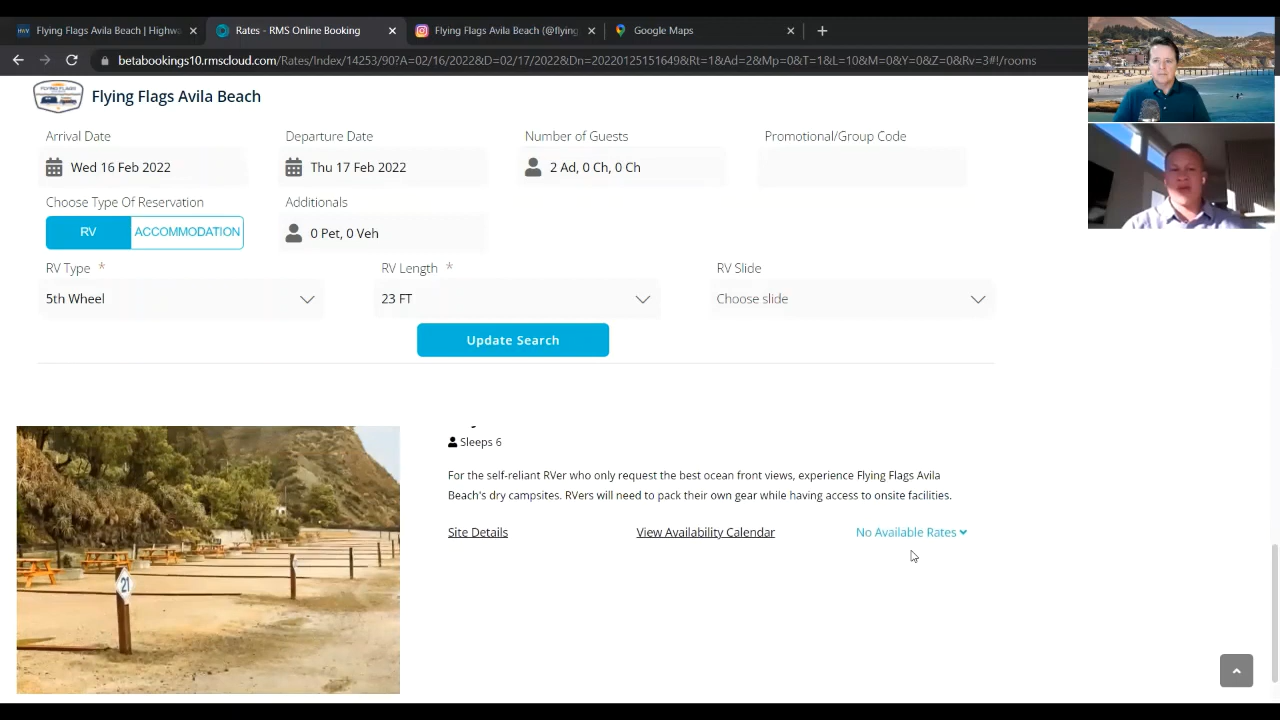 Flying Flags Avila Beach | Highw
Rates - RMS Online Booking
Flying Flags Avila Beach (@flying
Google Maps
betabookings10.rmscloud.com/Rates/Index/14253/90?A=02/16/2022&D=02/17/2022&Dn=20220125151649&Rt=1&Ad=2&Mp=0&T=1&L=10&M=0&Y=0&Z=0&Rv=3#!/rooms
FLYING FLAGS
Flying Flags Avila Beach
Arrival Date
Departure Date
Number of Guests
Promotional/Group Code
Wed 16 Feb 2022
Thu 17 Feb 2022
2 Ad, 0 Ch, 0 Ch
Choose Type Of Reservation
Additionals
RV
ACCOMMODATION
0 Pet, 0 Veh
RV Type *
RV Length *
RV Slide
5th Wheel
23 FT
Choose slide
Update Search
Sleeps 6
For the self-reliant RVer who only request the best ocean front views, experience Flying Flags Avila
Beach's dry campsites. RVers will need to pack their own gear while having access to onsite facilities.
Site Details
View Availability Calendar
No Available Rates
21